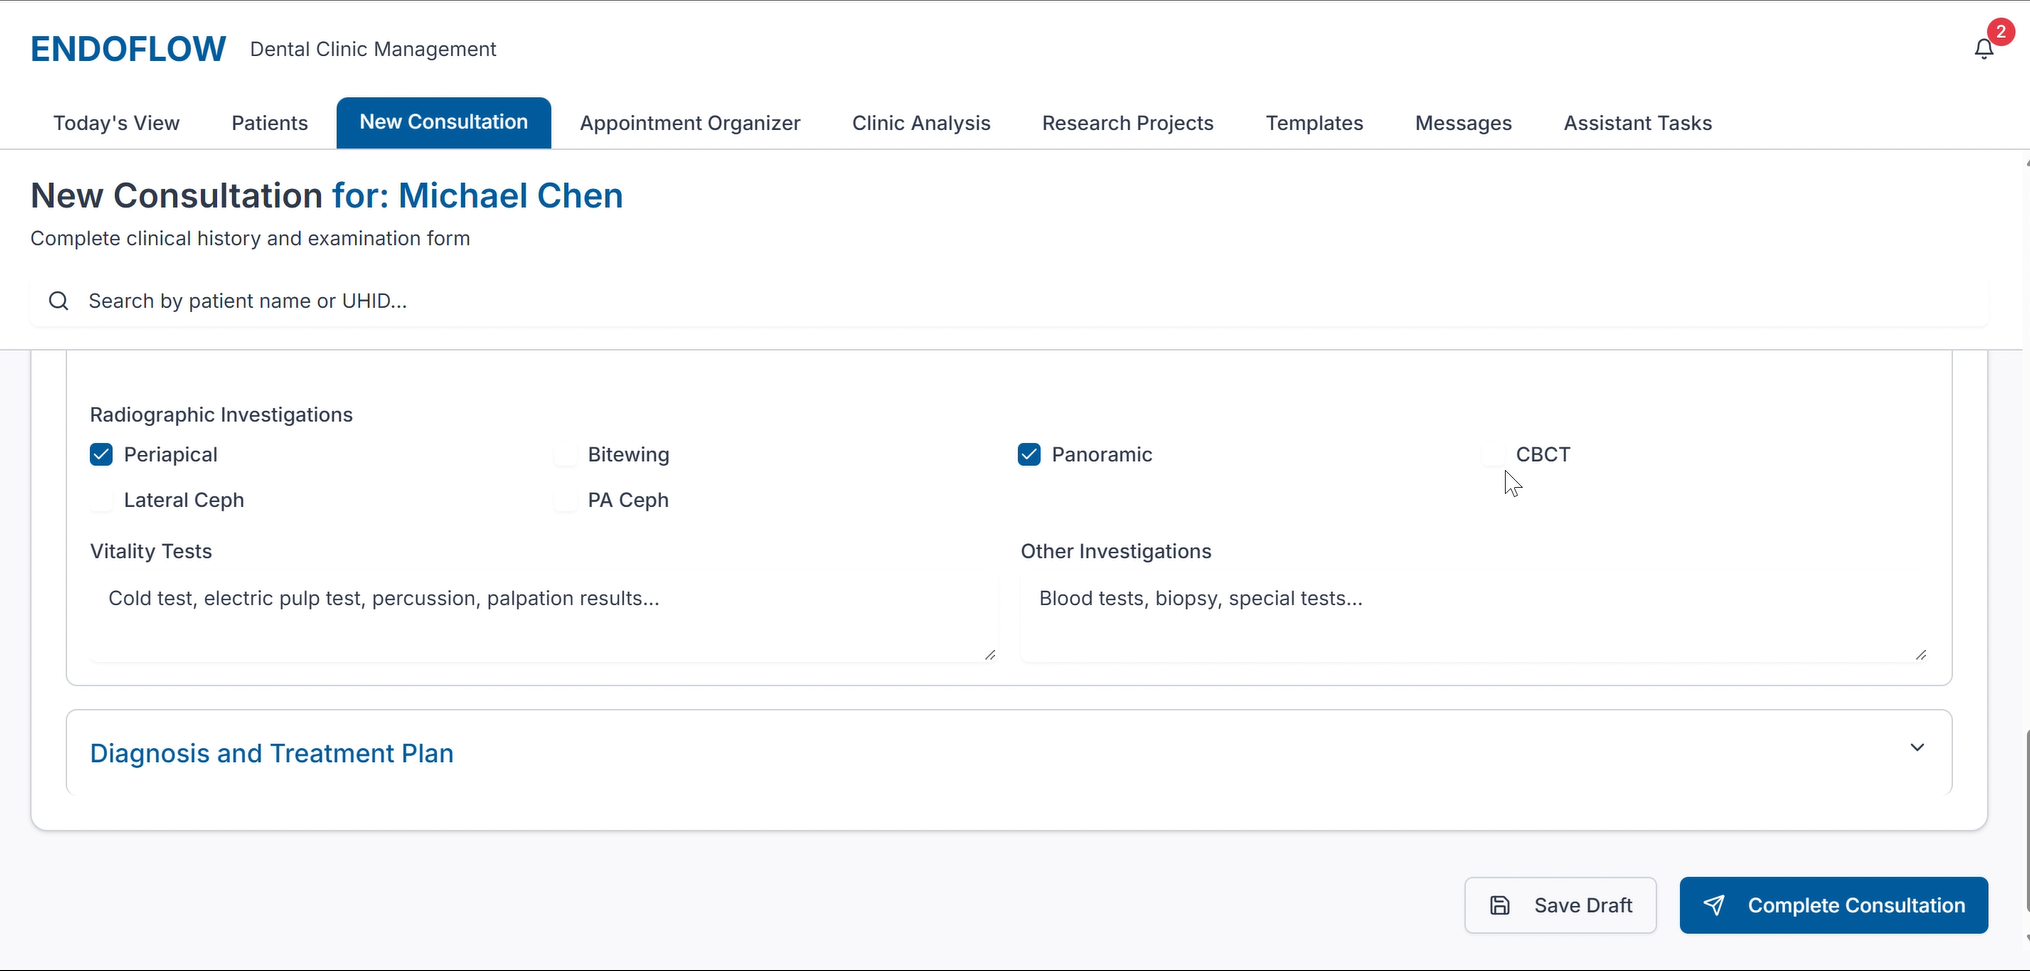 ENDOFLOW Dental Clinic Management
2
Today's View Patients New Consultation Appointment Organizer Clinic Analysis Research Projects Templates Messages Assistant Tasks
New Consultation for: Michael Chen
Complete clinical history and examination form
Search by patient name or UHID...
Radiographic Investigations
Periapical Bitewing Panoramic CBCT
Lateral Ceph PA Ceph
Vitality Tests Other Investigations
Cold test, electric pulp test, percussion, palpation results... Blood tests, biopsy, special tests...
Diagnosis and Treatment Plan
Save Draft Complete Consultation